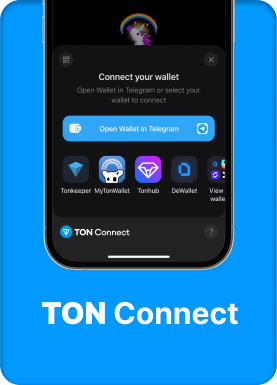 Connect your wallet
Open Wallet in Telegram or select your
wallet to connect
Open Wallet in Telegram
Tonkeeper MyTonWallet Tonhub DeWallet View
walle
TON Connect ?
TON Connect